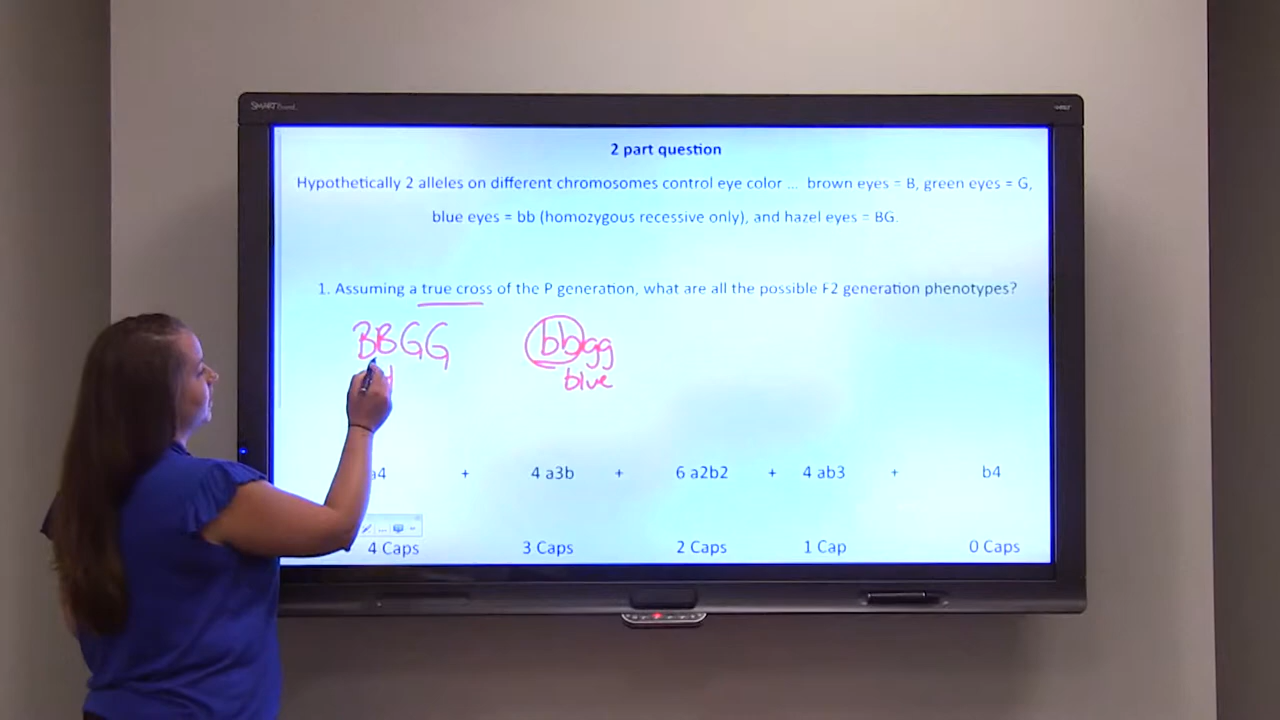 SMART Board
2 part question
Hypothetically 2 alleles on different chromosomes control eye color ... brown eyes = B, green eyes = G,
blue eyes = bb (homozygous recessive only), and hazel eyes = BG.
1. Assuming a true cross of the P generation, what are all the possible F2 generation phenotypes?
BBGG bbgg
blue
a4 + 4 a3b + 6 a2b2 + 4 ab3 + b4
4 Caps 3 Caps 2 Caps 1 Cap 0 Caps